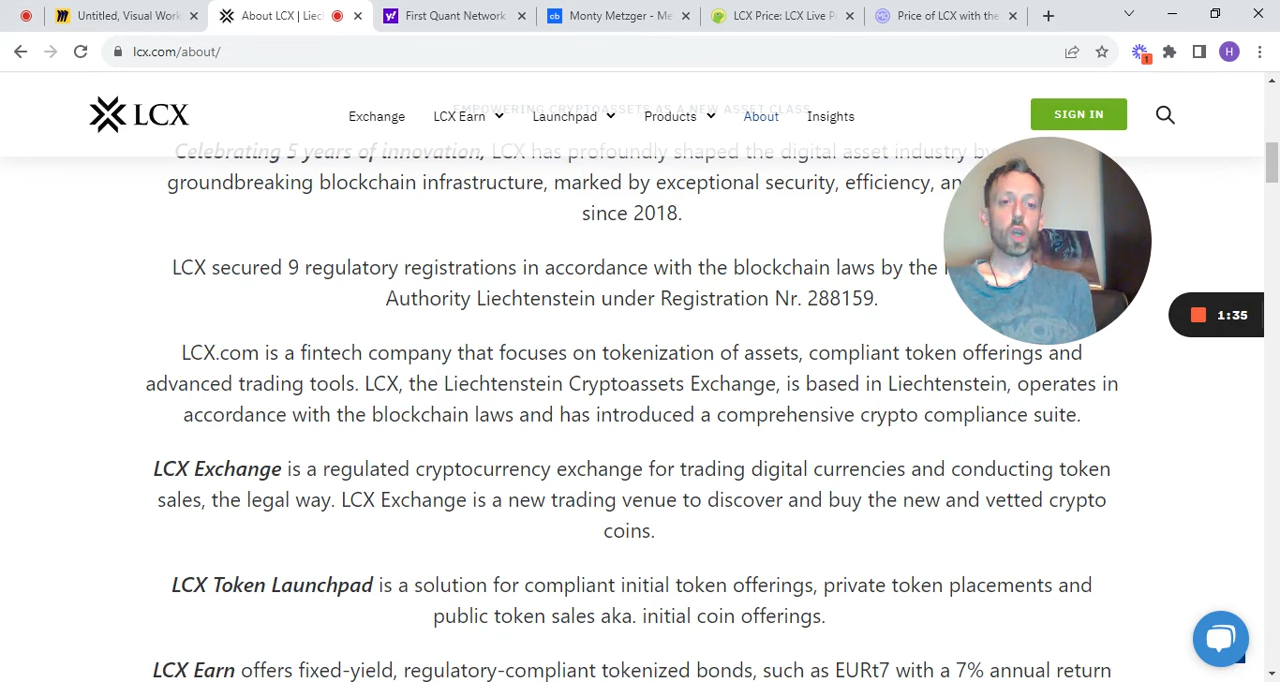 Untitled, Visual Work
About LCX | Liec
First Quant Network
Monty Metzger - Me
LCX Price: LCX Live P
Price of LCX with the
lcx.com/about/
1
H
LCX
Exchange
LCX Earn
Launchpad
Products
About
Insights
SIGN IN
EMPOWERING CRYPTOASSETS AS A NEW ASSET CLASS
Celebrating 5 years of innovation, LCX has profoundly shaped the digital asset industry by
groundbreaking blockchain infrastructure, marked by exceptional security, efficiency, an
since 2018.
LCX secured 9 regulatory registrations in accordance with the blockchain laws by the
Authority Liechtenstein under Registration Nr. 288159.
1:35
LCX.com is a fintech company that focuses on tokenization of assets, compliant token offerings and
advanced trading tools. LCX, the Liechtenstein Cryptoassets Exchange, is based in Liechtenstein, operates in
accordance with the blockchain laws and has introduced a comprehensive crypto compliance suite.
LCX Exchange is a regulated cryptocurrency exchange for trading digital currencies and conducting token
sales, the legal way. LCX Exchange is a new trading venue to discover and buy the new and vetted crypto
coins.
LCX Token Launchpad is a solution for compliant initial token offerings, private token placements and
public token sales aka. initial coin offerings.
LCX Earn offers fixed-yield, regulatory-compliant tokenized bonds, such as EURt7 with a 7% annual return